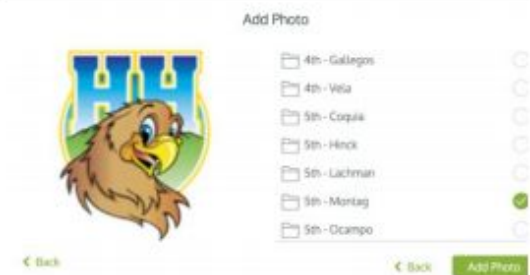 Add Photo
HH
4th - Gallegos
4th - Vela
5th - Coquia
5th - Hinck
5th - Lachman
5th - Montag
5th - Ocampo
< Back
< Back
Add Photo